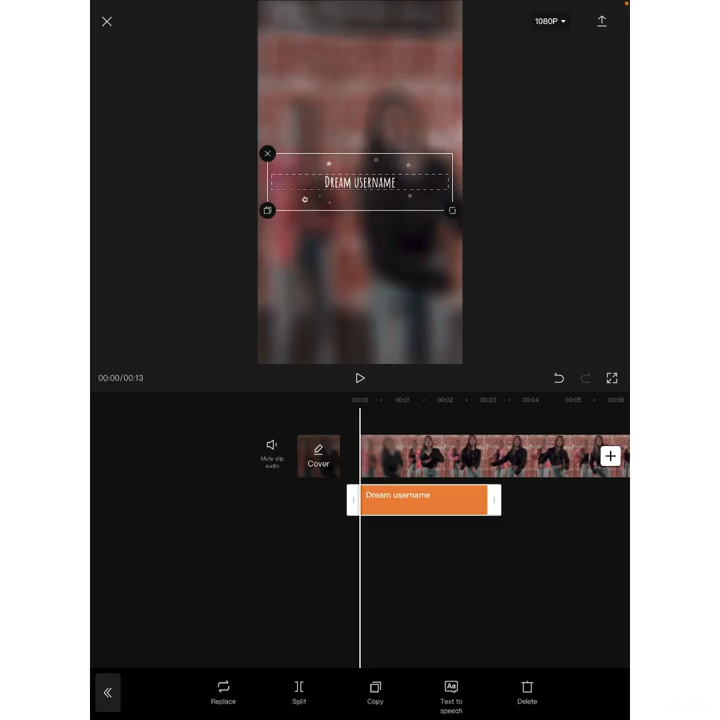 1080P
Dream username
00:00/00:13
00:00
00:01
00:02
00:03
00:04
00:05
00:06
Mute clip
audio
Cover
Dream username
Replace
Split
Copy
Aa
Text to
speech
Delete